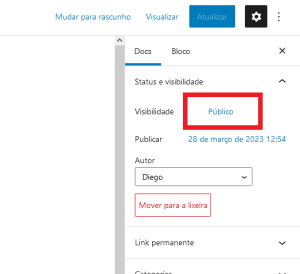 Mudar para rascunho Visualizar Atualizar
Docs Bloco
Status e visibilidade
Visibilidade Público
Publicar 28 de março de 2023 12:54
Autor
Diego
Mover para a lixeira
Link permanente
Categorias